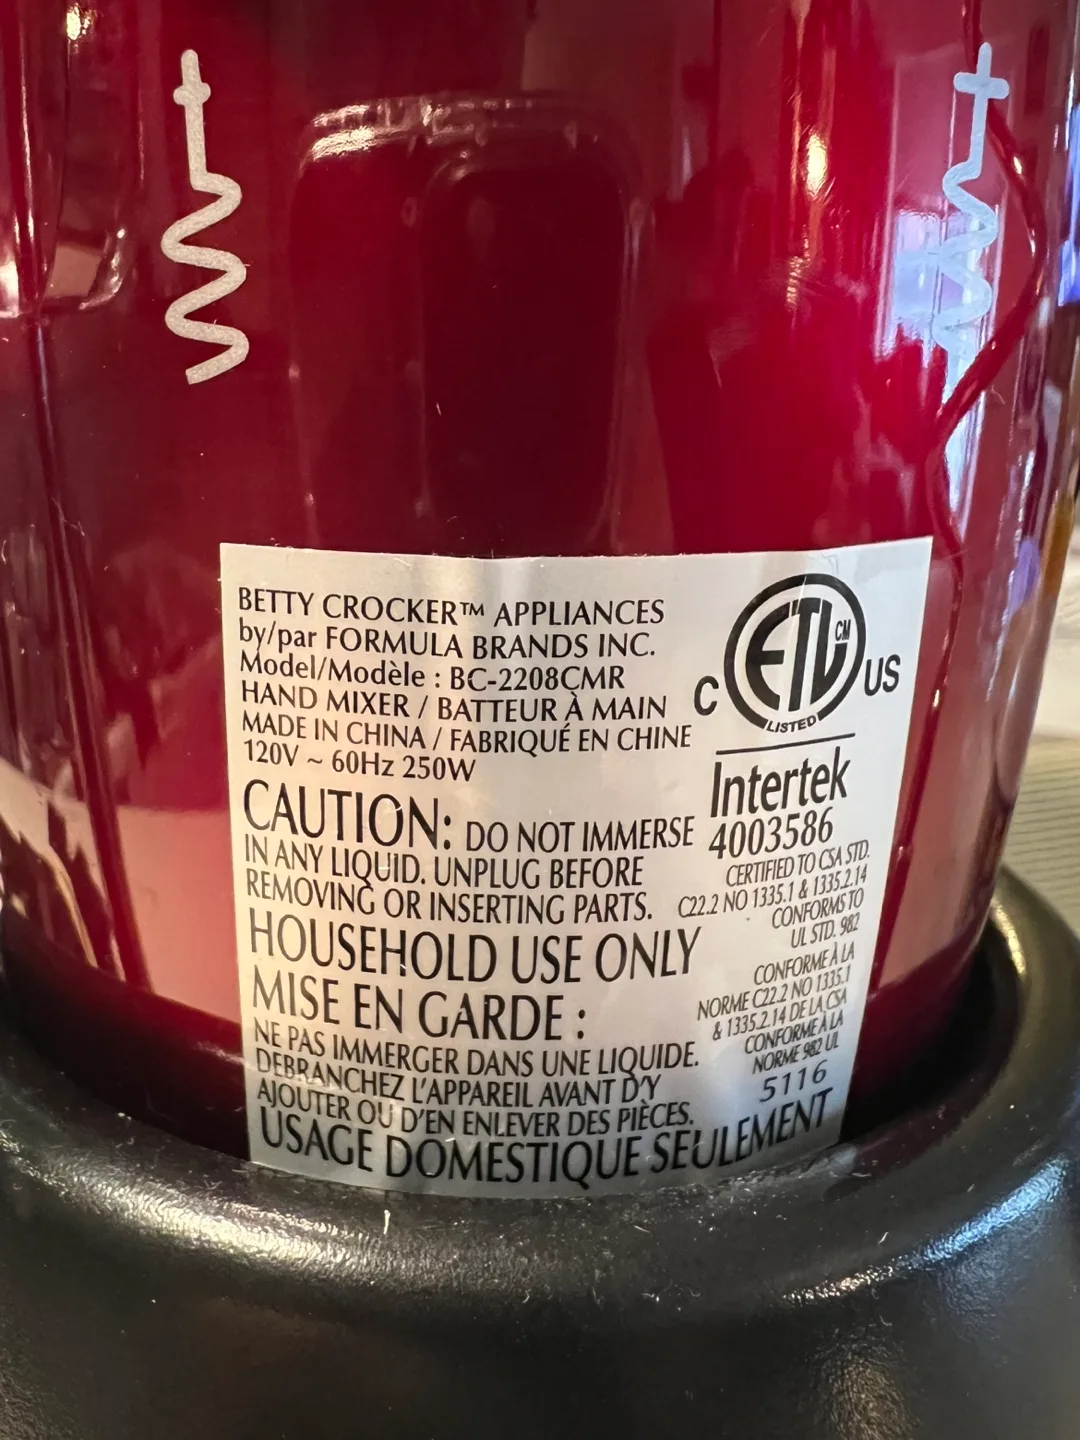 BETTY CROCKER™ APPLIANCES
by/par FORMULA BRANDS INC.
Model/Modèle : BC-2208CMR
HAND MIXER / BATTEUR À MAIN
MADE IN CHINA / FABRIQUÉ EN CHINE
120V ~ 60Hz 250W
CAUTION: DO NOT IMMERSE
IN ANY LIQUID. UNPLUG BEFORE
REMOVING OR INSERTING PARTS.
HOUSEHOLD USE ONLY
MISE EN GARDE :
NE PAS IMMERGER DANS UNE LIQUIDE.
DEBRANCHEZ L'APPAREIL AVANT D'Y
AJOUTER OU D'EN ENLEVER DES PIÈCES.
USAGE DOMESTIQUE SEULEMENT
C ETL CM US
LISTED
Intertek
4003586
CERTIFIED TO CSA STD.
C22.2 NO 1335.1 & 1335.2.14
CONFORMS TO
UL STD. 982
CONFORME À LA
NORME C22.2 NO 1335.1
& 1335.2.14 DE LA CSA
CONFORME À LA
NORME 982 UL
5116